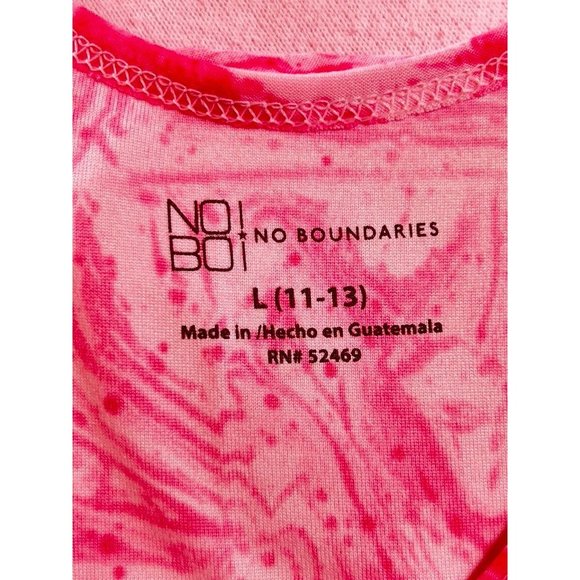 NO!
BO!
NO BOUNDARIES
L (11-13)
Made in /Hecho en Guatemala
RN# 52469